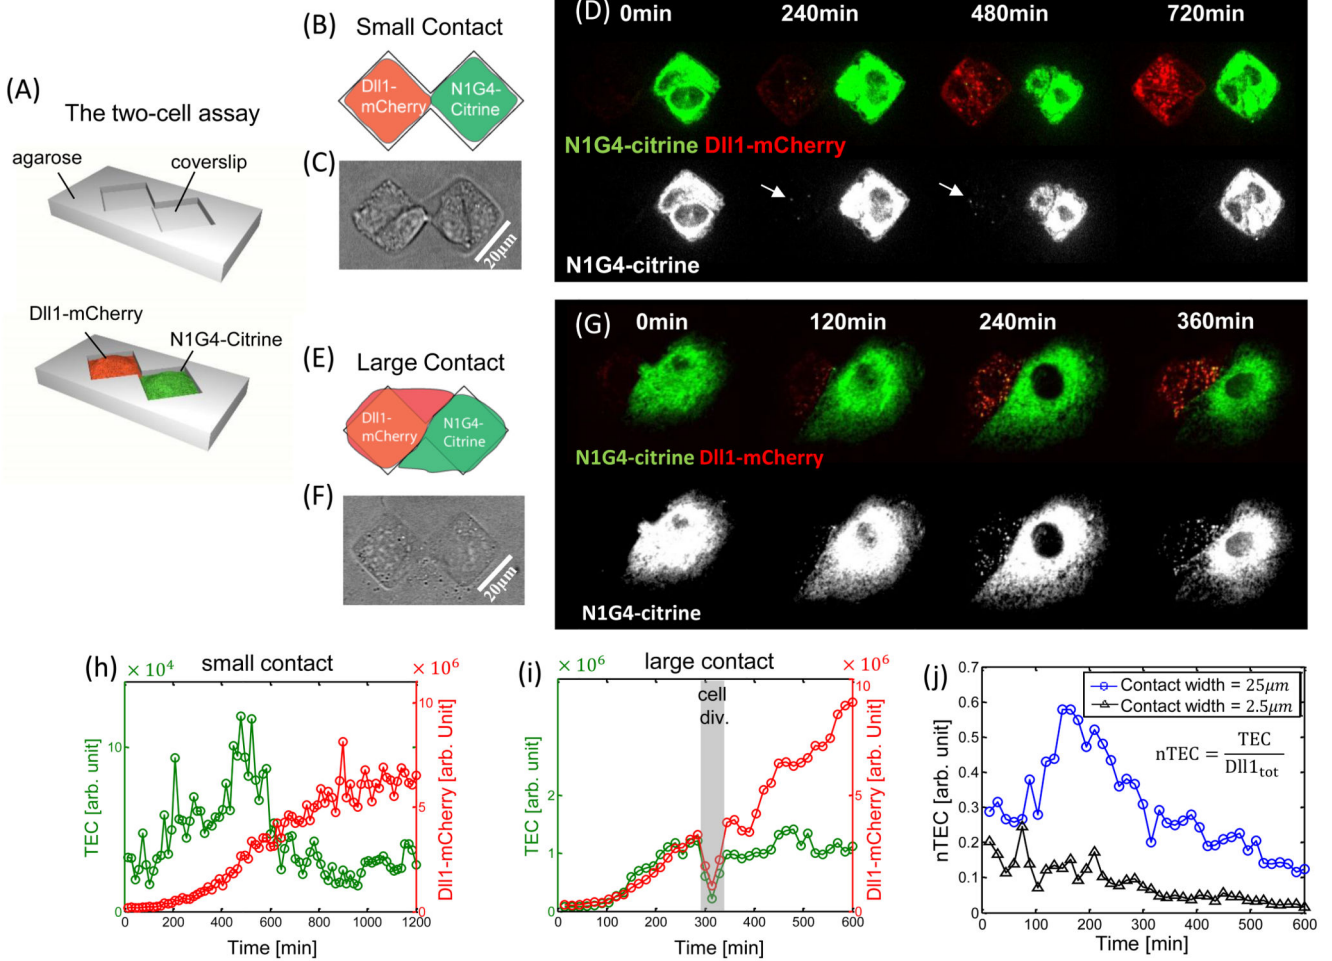 (A)
The two-cell assay
agarose
coverslip
Dll1-mCherry
N1G4-Citrine
(B)
Small Contact
Dll1-
mCherry
N1G4-
Citrine
(C)
20μm
(D)
0min
240min
480min
720min
N1G4-citrine Dll1-mCherry
N1G4-citrine
(E)
Large Contact
Dll1-
mCherry
N1G4-
Citrine
(F)
20μm
(G)
0min
120min
240min
360min
N1G4-citrine Dll1-mCherry
N1G4-citrine
(h)
× 10⁴
small contact
× 10⁶
TEC [arb. unit]
10
0
10
5
0
Dll1-mCherry [arb. Unit]
0 200 400 600 800 1000 1200
Time [min]
(i)
× 10⁶
large contact
× 10⁶
cell
div.
TEC [arb. unit]
2
1
0
10
5
0
Dll1-mCherry [arb. Unit]
0 100 200 300 400 500 600
Time [min]
(j)
nTEC [arb. unit]
0.7
0.6
0.5
0.4
0.3
0.2
0.1
0
Contact width = 25μm
Contact width = 2.5μm
nTEC = TEC / Dll1tot
0 100 200 300 400 500 600
Time [min]